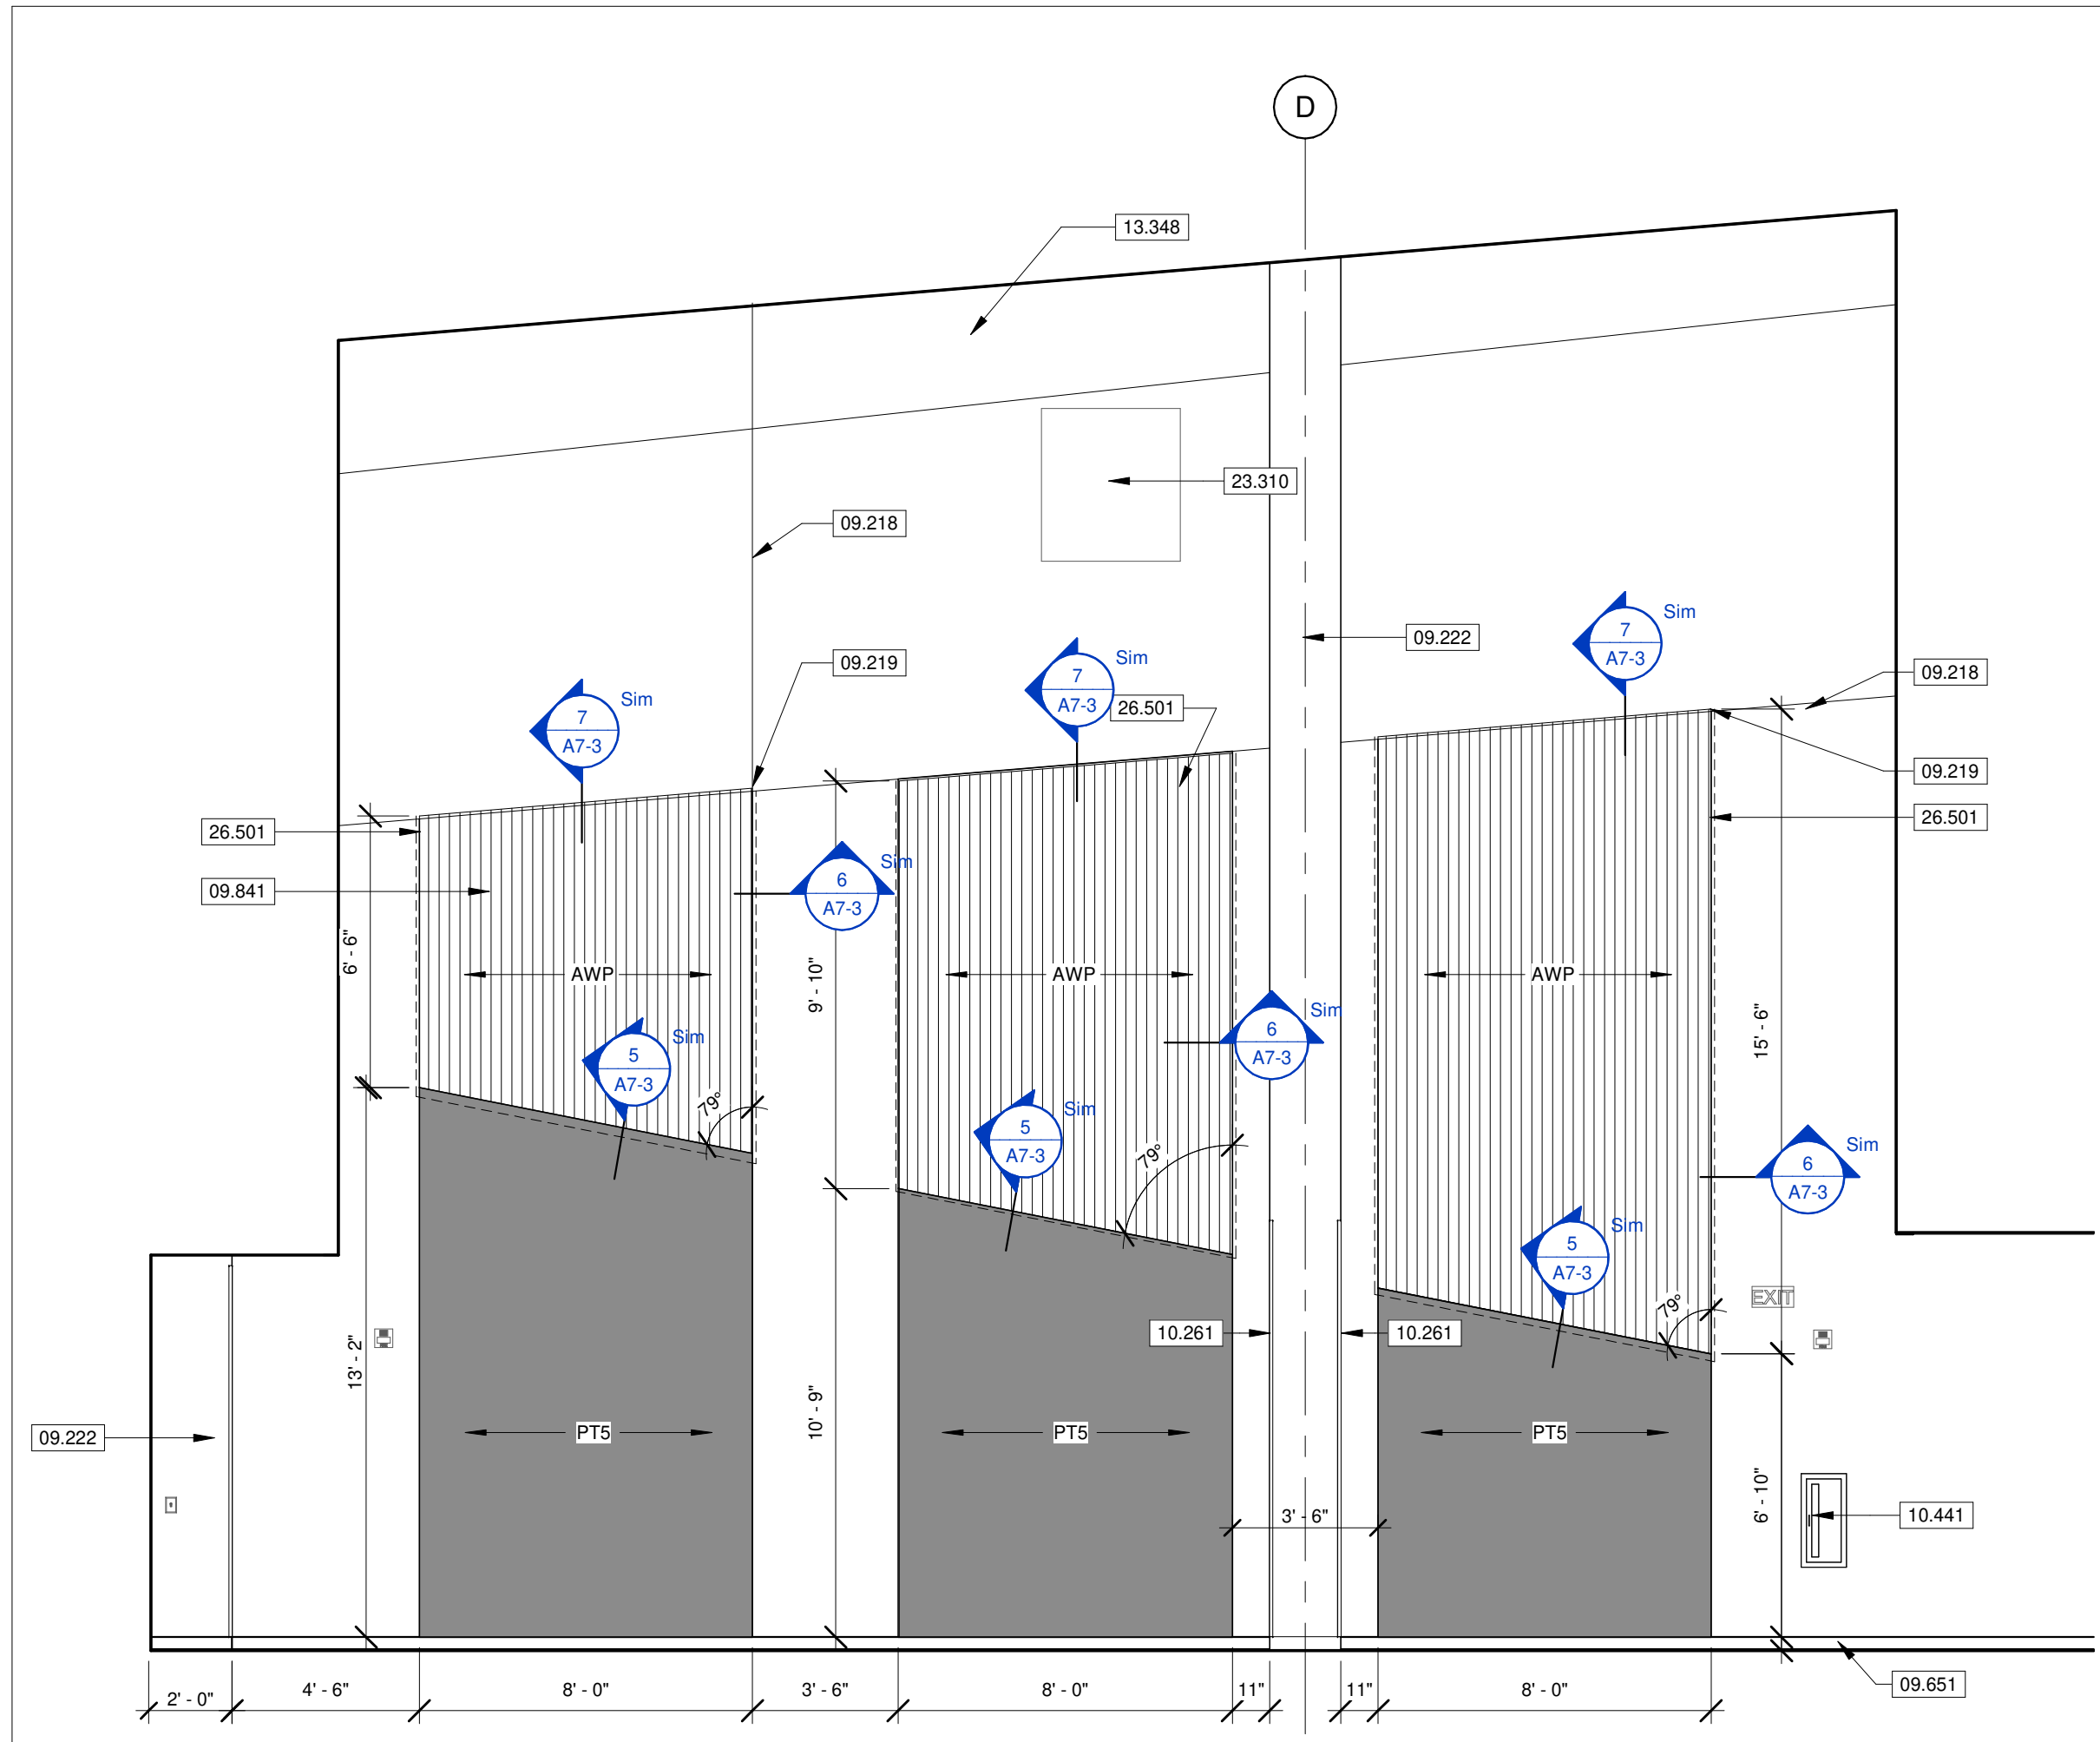 D
13.348
23.310
09.218
7
A7-3
Sim
09.222
7
A7-3
Sim
09.219
09.218
7
A7-3
Sim
26.501
09.219
26.501
26.501
6
A7-3
Sim
09.841
6' - 6"
AWP
9' - 10"
AWP
AWP
15' - 6"
5
A7-3
Sim
6
A7-3
Sim
79°
5
A7-3
Sim
79°
6
A7-3
Sim
5
A7-3
Sim
79°
EXIT
13' - 2"
10.261
10.261
10' - 9"
09.222
PT5
PT5
PT5
6' - 10"
3' - 6"
10.441
09.651
2' - 0"
4' - 6"
8' - 0"
3' - 6"
8' - 0"
11"
11"
8' - 0"